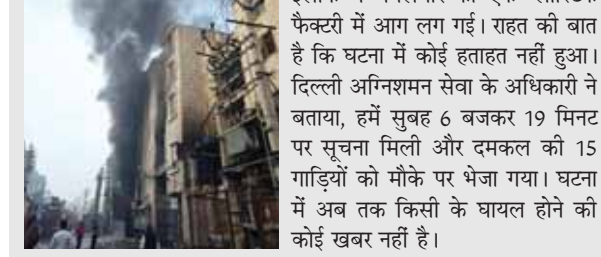 फैक्टरी में आग लग गई। राहत की बात
है कि घटना में कोई हताहत नहीं हुआ।
दिल्ली अग्निशमन सेवा के अधिकारी ने
बताया, हमें सुबह 6 बजकर 19 मिनट
पर सूचना मिली और दमकल की 15
गाड़ियों को मौके पर भेजा गया। घटना
में अब तक किसी के घायल होने की
कोई खबर नहीं है।